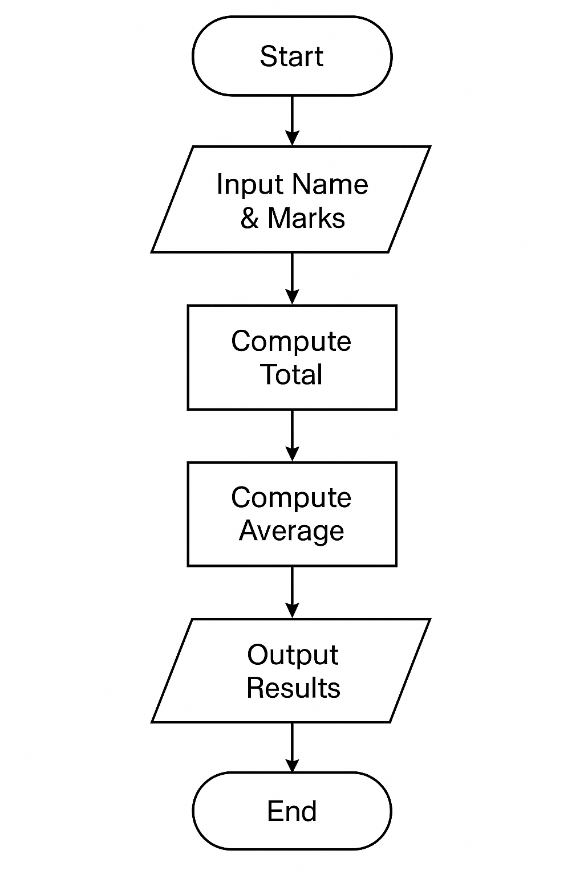 Start
Input Name
& Marks
Compute
Total
Compute
Average
Output
Results
End